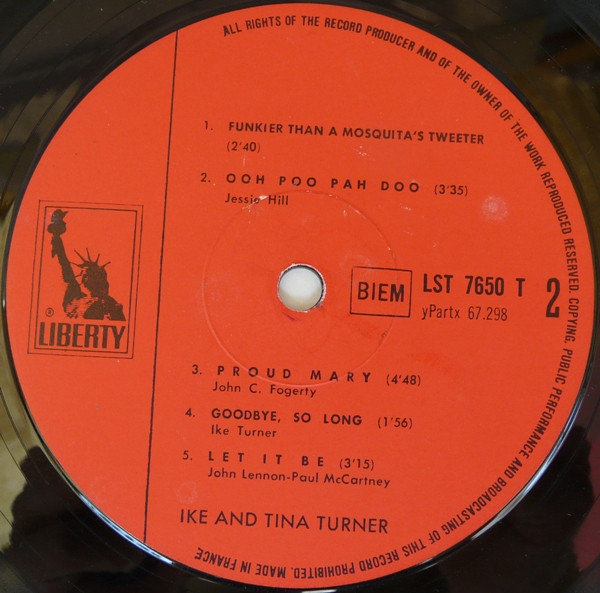 ALL RIGHTS OF THE RECORD PRODUCER AND OF THE OWNER OF THE WORK REPRODUCED RESERVED. COPYING, PUBLIC PERFORMANCE AND BROADCASTING OF THIS RECORD PROHIBITED. MADE IN FRANCE
1. FUNKIER THAN A MOSQUITA'S TWEETER
(2'40)
2. OOH POO PAH DOO (3'35)
Jessie Hill
® LIBERTY
BIEM LST 7650 T 2
yPartx 67.298
3. PROUD MARY (4'48)
John C. Fogerty
4. GOODBYE, SO LONG (1'56)
Ike Turner
5. LET IT BE (3'15)
John Lennon-Paul McCartney
IKE AND TINA TURNER